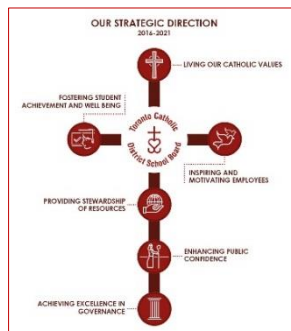 OUR STRATEGIC DIRECTION
2016-2021
LIVING OUR CATHOLIC VALUES
FOSTERING STUDENT
ACHIEVEMENT AND WELL BEING
Toronto Catholic
District School Board
INSPIRING AND
MOTIVATING EMPLOYEES
PROVIDING STEWARDSHIP
OF RESOURCES
ENHANCING PUBLIC
CONFIDENCE
ACHIEVING EXCELLENCE IN
GOVERNANCE